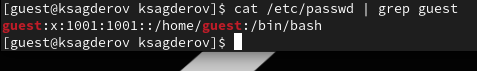 [guest@ksagderov ksagderov]$ cat /etc/passwd | grep guest
guest:x:1001:1001::/home/guest:/bin/bash
[guest@ksagderov ksagderov]$